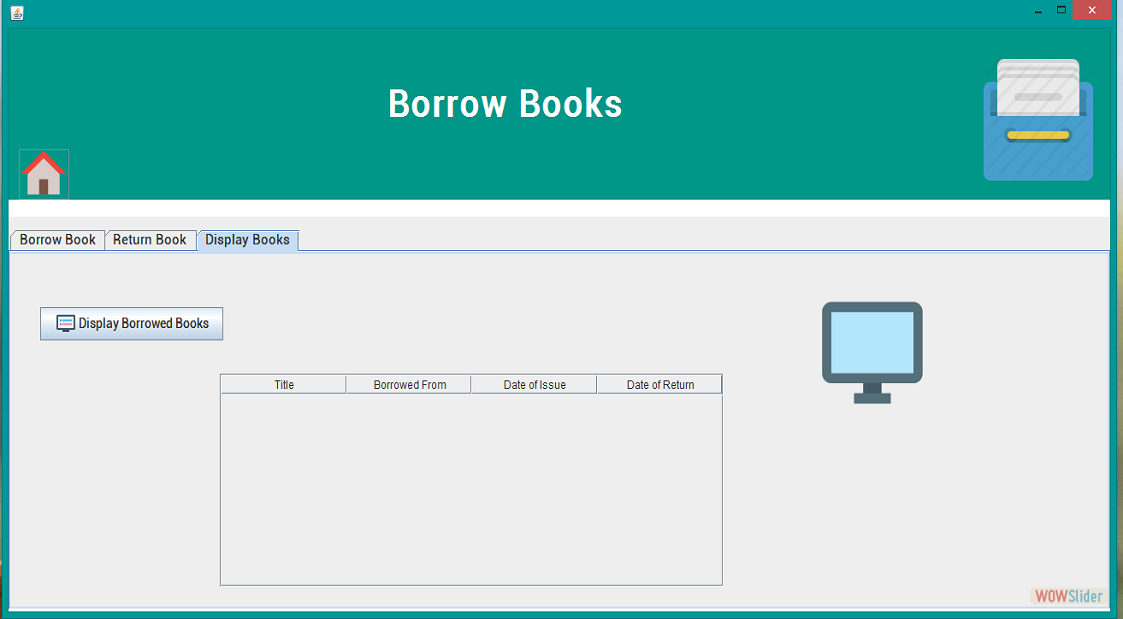 Borrow Books
Borrow Book Return Book Display Books
Display Borrowed Books
Title Borrowed From Date of Issue Date of Return
WOWSlider